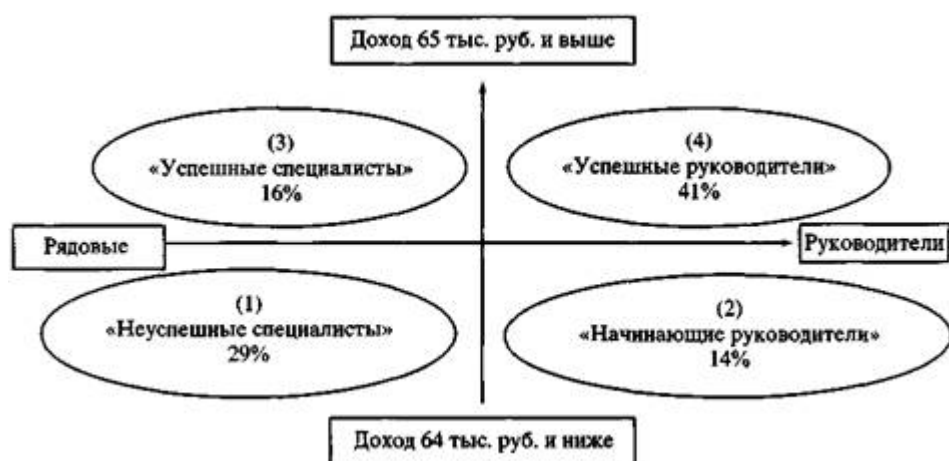 Доход 65 тыс. руб. и выше
(3)
«Успешные специалисты»
16%
(4)
«Успешные руководители»
41%
Рядовые
Руководители
(1)
«Неуспешные специалисты»
29%
(2)
«Начинающие руководители»
14%
Доход 64 тыс. руб. и ниже